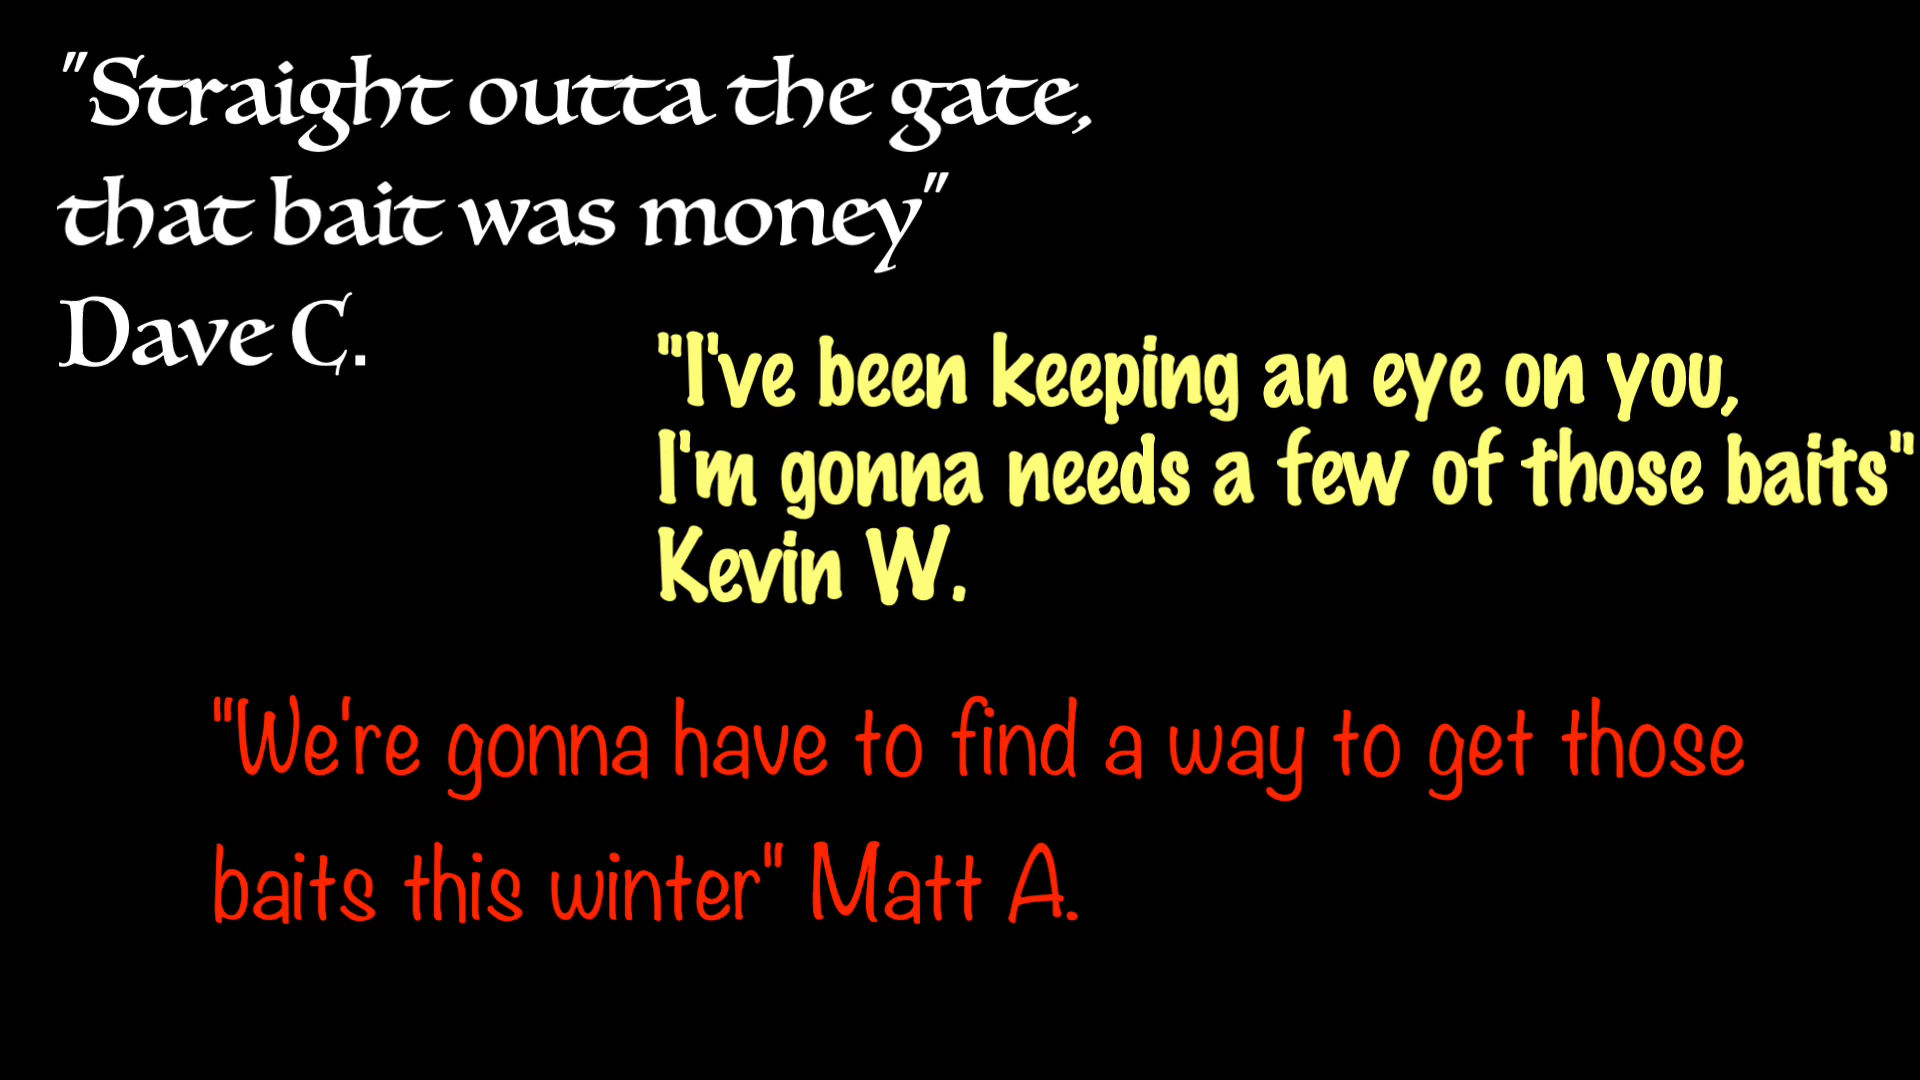 "Straight outta the gate,
that bait was money"
Dave C.
"I've been keeping an eye on you,
I'm gonna needs a few of those baits"
Kevin W.
"We're gonna have to find a way to get those
baits this winter" Matt A.